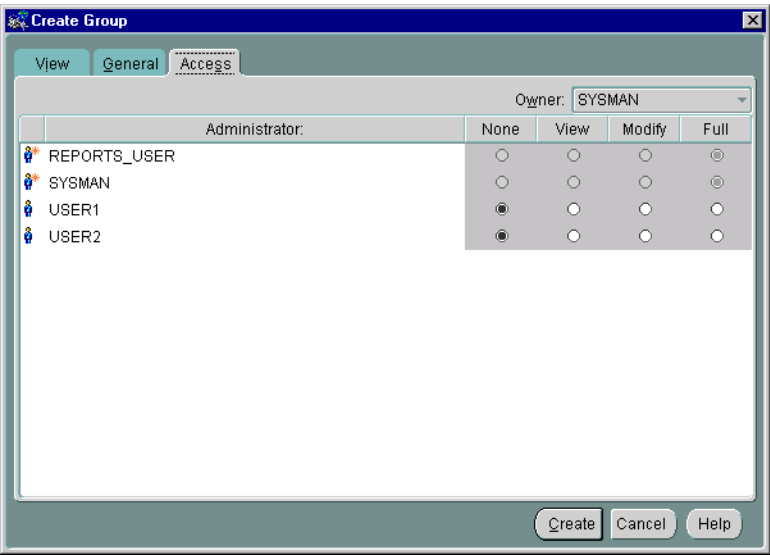 Create Group
View General Access
Owner: SYSMAN
Administrator: None View Modify Full
REPORTS_USER
SYSMAN
USER1
USER2
Create Cancel Help